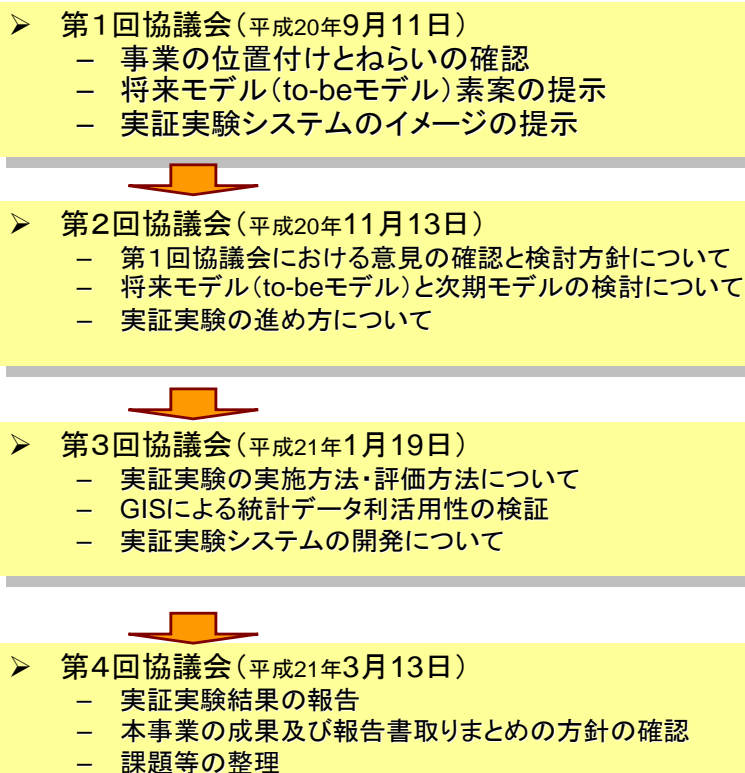 ➢ 第1回協議会（平成20年9月11日）
– 事業の位置付けとねらいの確認
– 将来モデル（to-beモデル）素案の提示
– 実証実験システムのイメージの提示
➢ 第2回協議会（平成20年11月13日）
– 第1回協議会における意見の確認と検討方針について
– 将来モデル（to-beモデル）と次期モデルの検討について
– 実証実験の進め方について
➢ 第3回協議会（平成21年1月19日）
– 実証実験の実施方法・評価方法について
– GISによる統計データ利活用性の検証
– 実証実験システムの開発について
➢ 第4回協議会（平成21年3月13日）
– 実証実験結果の報告
– 本事業の成果及び報告書取りまとめの方針の確認
– 課題等の整理